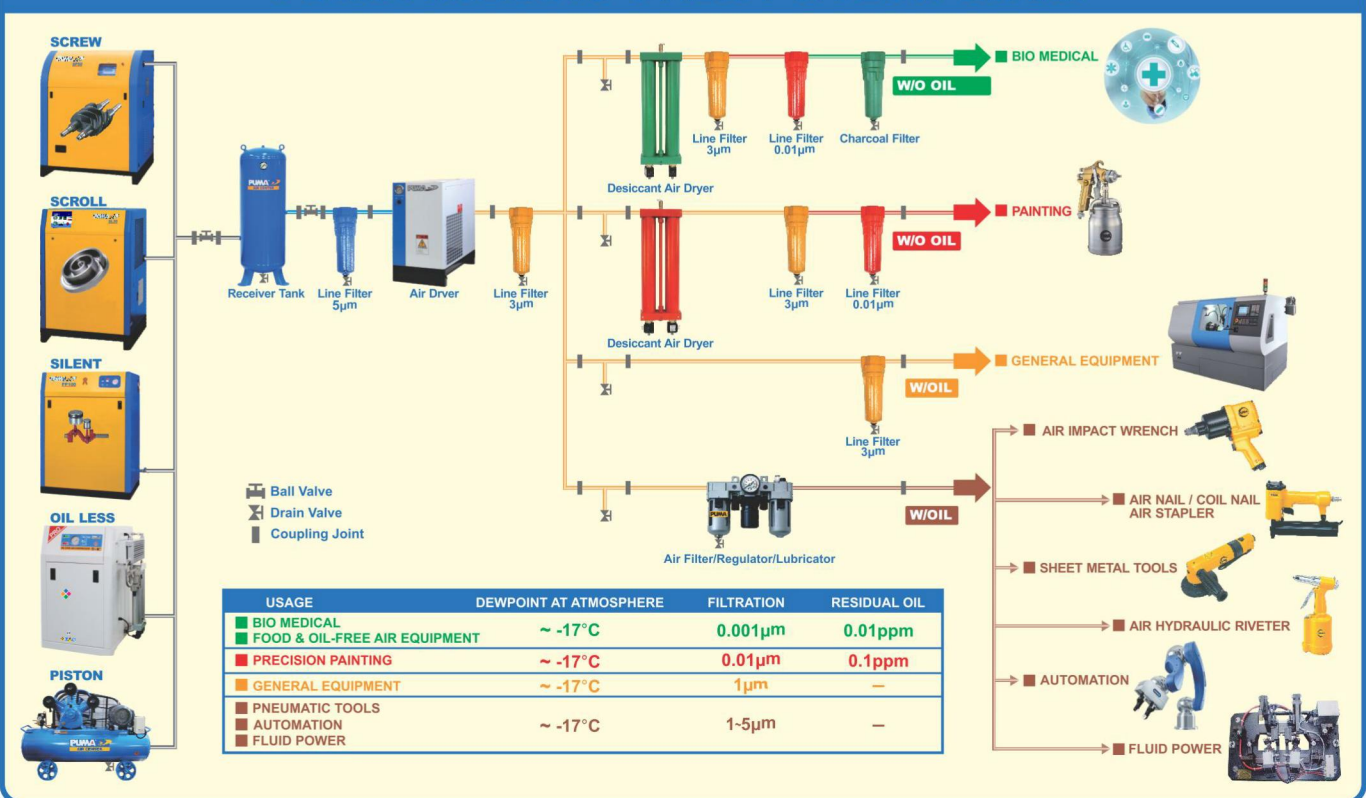 SCREW
SCROLL
SILENT
OIL LESS
PISTON
PUMA
PUMA
Receiver Tank
Line Filter
5µm
Air Drver
Line Filter
3µm
Desiccant Air Dryer
Line Filter
3µm
Line Filter
0.01µm
Charcoal Filter
W/O OIL
BIO MEDICAL
Desiccant Air Dryer
Line Filter
3µm
Line Filter
0.01µm
W/O OIL
PAINTING
Line Filter
3µm
W/OIL
GENERAL EQUIPMENT
PUMA
Air Filter/Regulator/Lubricator
W/OIL
AIR IMPACT WRENCH
AIR NAIL / COIL NAIL
AIR STAPLER
SHEET METAL TOOLS
AIR HYDRAULIC RIVETER
AUTOMATION
FLUID POWER
Ball Valve
Drain Valve
Coupling Joint
USAGE DEWPOINT AT ATMOSPHERE FILTRATION RESIDUAL OIL
BIO MEDICAL
FOOD & OIL-FREE AIR EQUIPMENT ~ -17°C 0.001µm 0.01ppm
PRECISION PAINTING ~ -17°C 0.01µm 0.1ppm
GENERAL EQUIPMENT ~ -17°C 1µm –
PNEUMATIC TOOLS
AUTOMATION ~ -17°C 1~5µm –
FLUID POWER